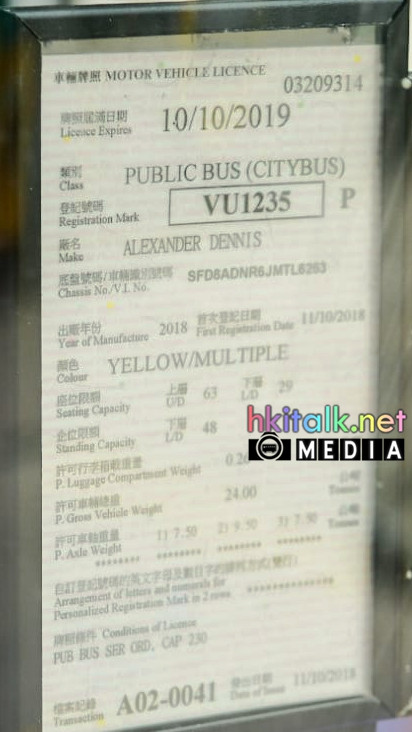 車輛牌照 MOTOR VEHICLE LICENCE
03209314
牌照屆滿日期
Licence Expires
10/10/2019
類別
Class
PUBLIC BUS (CITYBUS)
登記號碼
Registration Mark
VU1235 P
廠名
Make
ALEXANDER DENNIS
底盤號碼/車輛識別號碼
Chassis No./V.I. No.
SFD6ADNR6JMTL6263
出廠年份
Year of Manufacture 2018
首次登記日期
First Registration Date 11/10/2018
顏色
Colour
YELLOW/MULTIPLE
座位限額
Seating Capacity
上層
U/D 63
下層
L/D 29
企位限額
Standing Capacity
下層
L/D 48
hkitalk.net
MEDIA
許可行李箱載重量
P. Luggage Compartment Weight
許可車輛總重
P. Gross Vehicle Weight
24.00
公噸
Tonnes
許可車軸重量
P. Axle Weight
1) 7.50 2) 9.50 3) 7.50
公噸
Tonnes
******** ******** ******** ********
自訂登記號碼的英文字母及數目字的排列方式(雙行)
Arrangement of letters and numerals for
Personalized Registration Mark in 2 rows
牌照條件 Conditions of Licence
PUB BUS SER ORD, CAP 230
檔案記錄
Transaction
A02-0041
發出日期
Date of Issue
11/10/2018